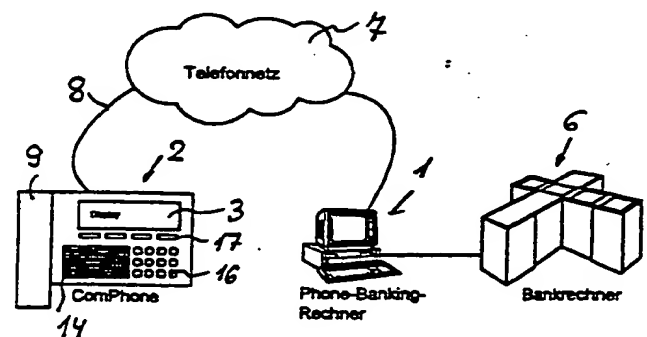 7
Telefonnetz
8
9
2
6
1
Display
3
17
16
14
ComPhone
Phone-Banking-
Rechner
Bankrechner